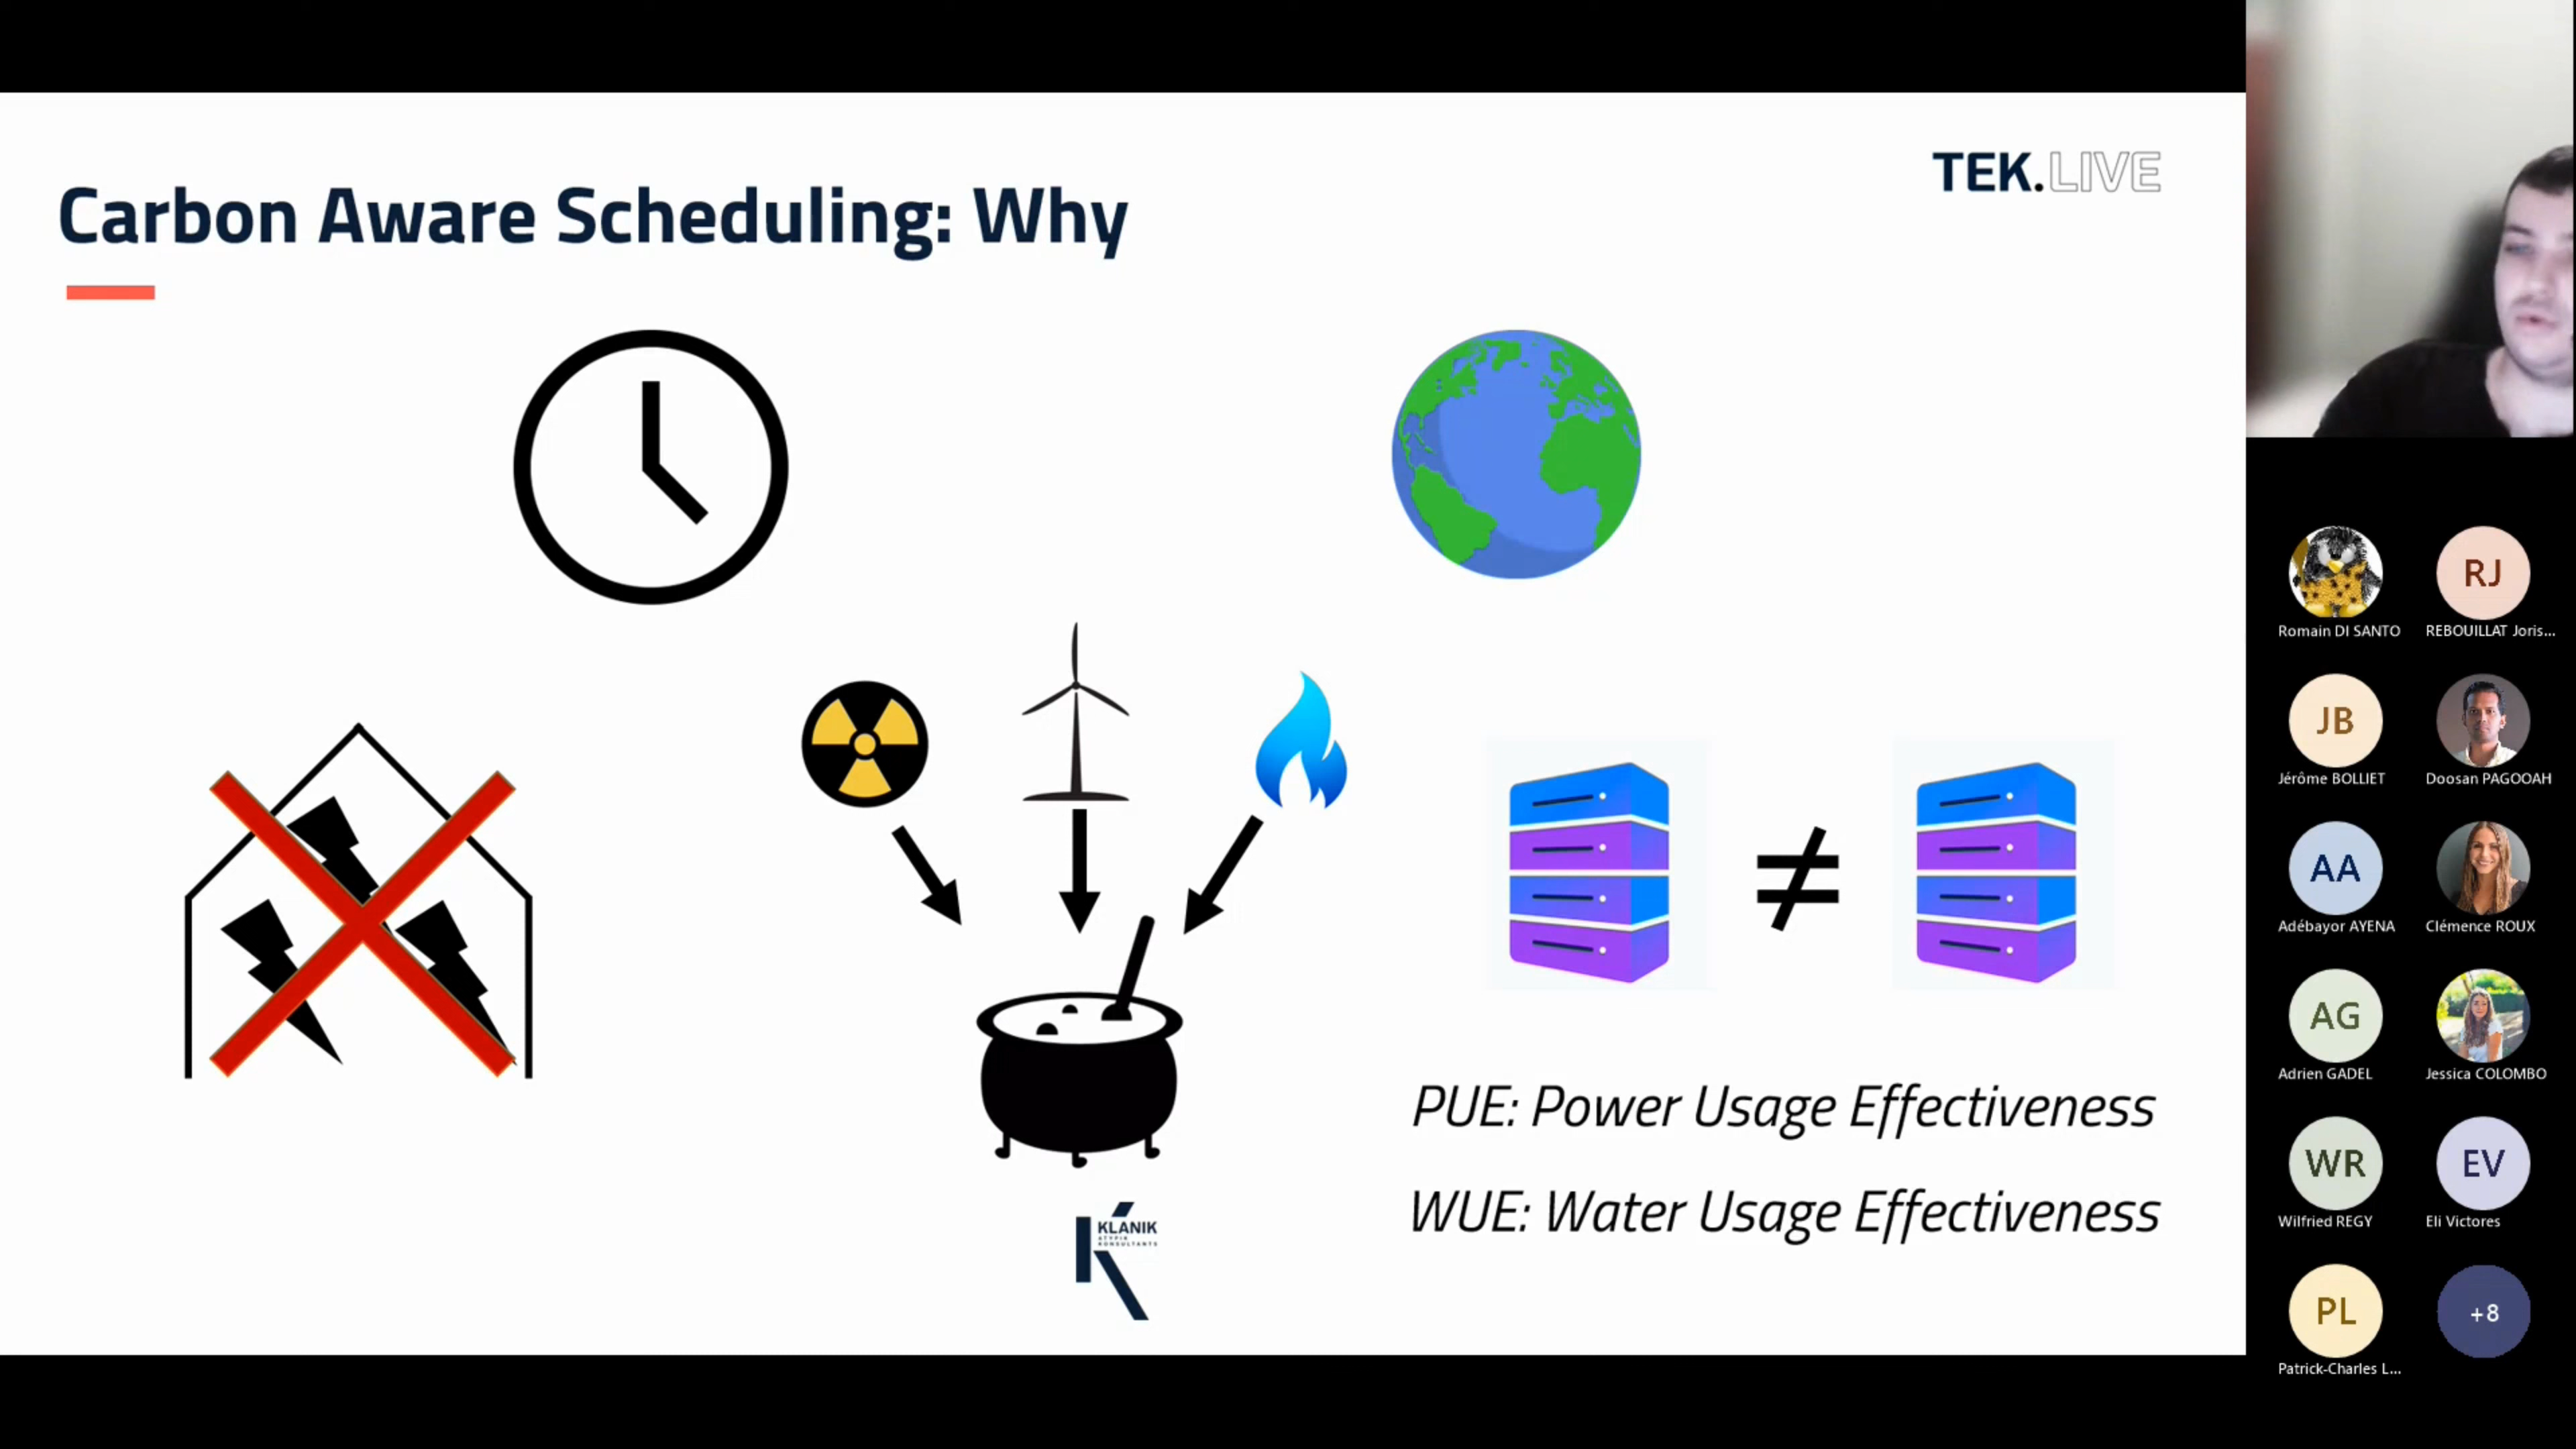 TEK.LIVE
Carbon Aware Scheduling: Why
PUE: Power Usage Effectiveness
WUE: Water Usage Effectiveness
KLANIK
ATYPIK
KONSULTANTS
Romain DI SANTO
RJ
REBOUILLAT Joris...
JB
Jérôme BOLLIET
Doosan PAGOOAH
AA
Adébayor AYENA
Clémence ROUX
AG
Adrien GADEL
Jessica COLOMBO
WR
Wilfried REGY
EV
Eli Victores
PL
Patrick-Charles L...
+8